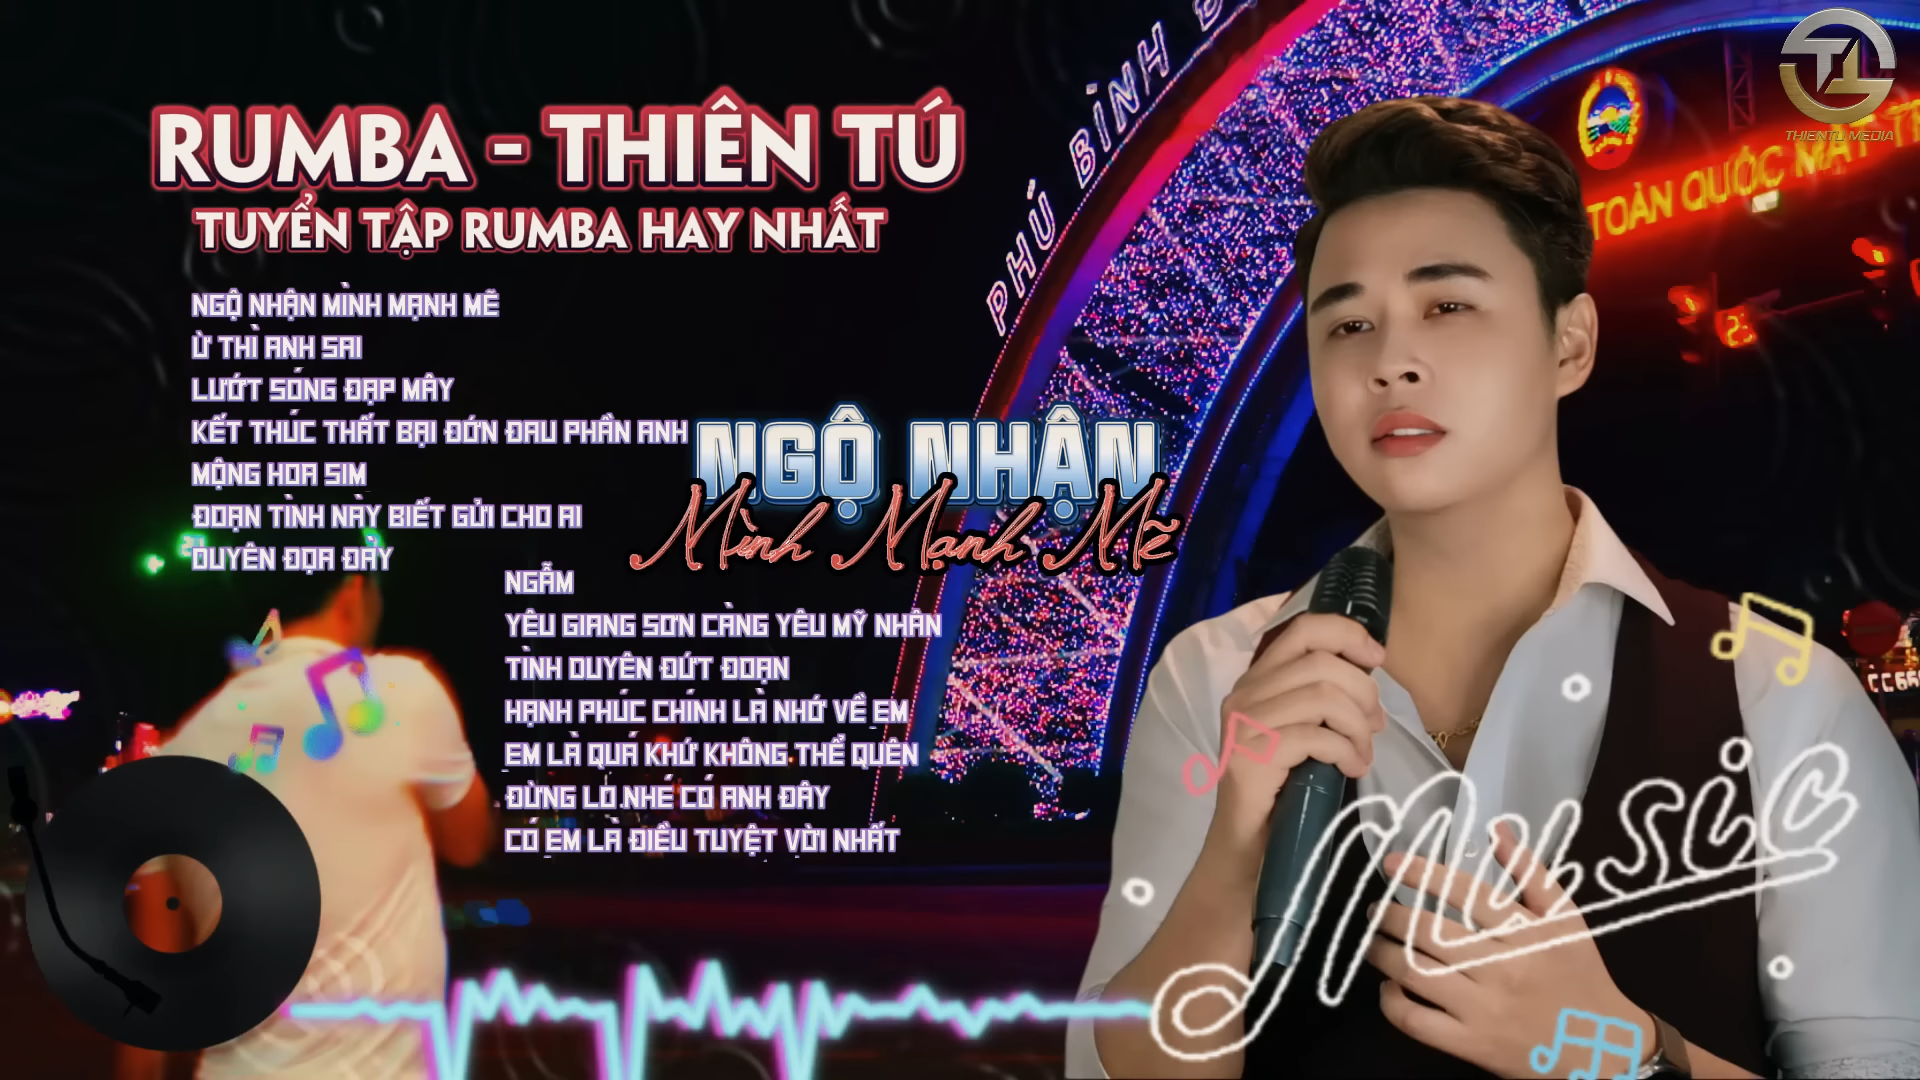 RUMBA - THIÊN TÚ
TUYỂN TẬP RUMBA HAY NHẤT
NGỘ NHẬN MÌNH MẠNH MẼ
Ừ THÌ ANH SAI
LƯỚT SÓNG ĐẠP MÂY
KẾT THÚC THẤT BẠI ĐỚN ĐAU PHẦN ANH
MỘNG HOA SIM
ĐOẠN TÌNH NÀY BIẾT GỬI CHO AI
DUYÊN ĐỌA ĐÀY
NGẪM
YÊU GIANG SƠN CÀNG YÊU MỸ NHÂN
TÌNH DUYÊN ĐỨT ĐOẠN
HẠNH PHÚC CHÍNH LÀ NHỚ VỀ EM
EM LÀ QUÁ KHỨ KHÔNG THỂ QUÊN
ĐỪNG LO NHÉ CÓ ANH ĐÂY
CÓ EM LÀ ĐIỀU TUYỆT VỜI NHẤT
NGỘ NHẬN
Mình Mạnh Mẽ
PHÚ BÌNH
TOÀN QUỐC
THIENTU MEDIA
Music